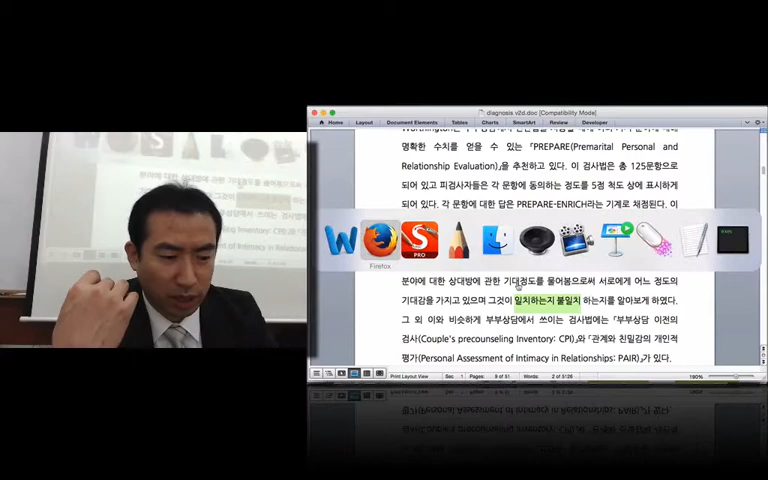 diagnosis v2d.doc [Compatibility Mode]
Home Layout Document Elements Tables Charts SmartArt Review Developer
명확한 수치를 얻을 수 있는 「PREPARE(Premarital Personal and
Relationship Evaluation)」을 추천하고 있다. 이 검사법은 총 125문항으로
되어 있고 피검사자들은 각 문항에 동의하는 정도를 5점 척도 상에 표시하게
되어 있다. 각 문항에 대한 답은 PREPARE-ENRICH라는 기계로 채점된다. 이
PRO
Firefox
분야에 대한 상대방에 관한 기대정도를 물어봄으로써 서로에게 어느 정도의
기대감을 가지고 있으며 그것이 일치하는지 불일치 하는지를 알아보게 하였다.
그 외 이와 비슷하게 부부상담에서 쓰이는 검사법에는 「부부상담 이전의
검사(Couple's precounseling Inventory: CPI)」와 「관계와 친밀감의 개인적
평가(Personal Assessment of Intimacy in Relationships: PAIR)」가 있다.
Print Layout View Sec 1 Pages: 9 of 51 Words: 2 of 5126 190%